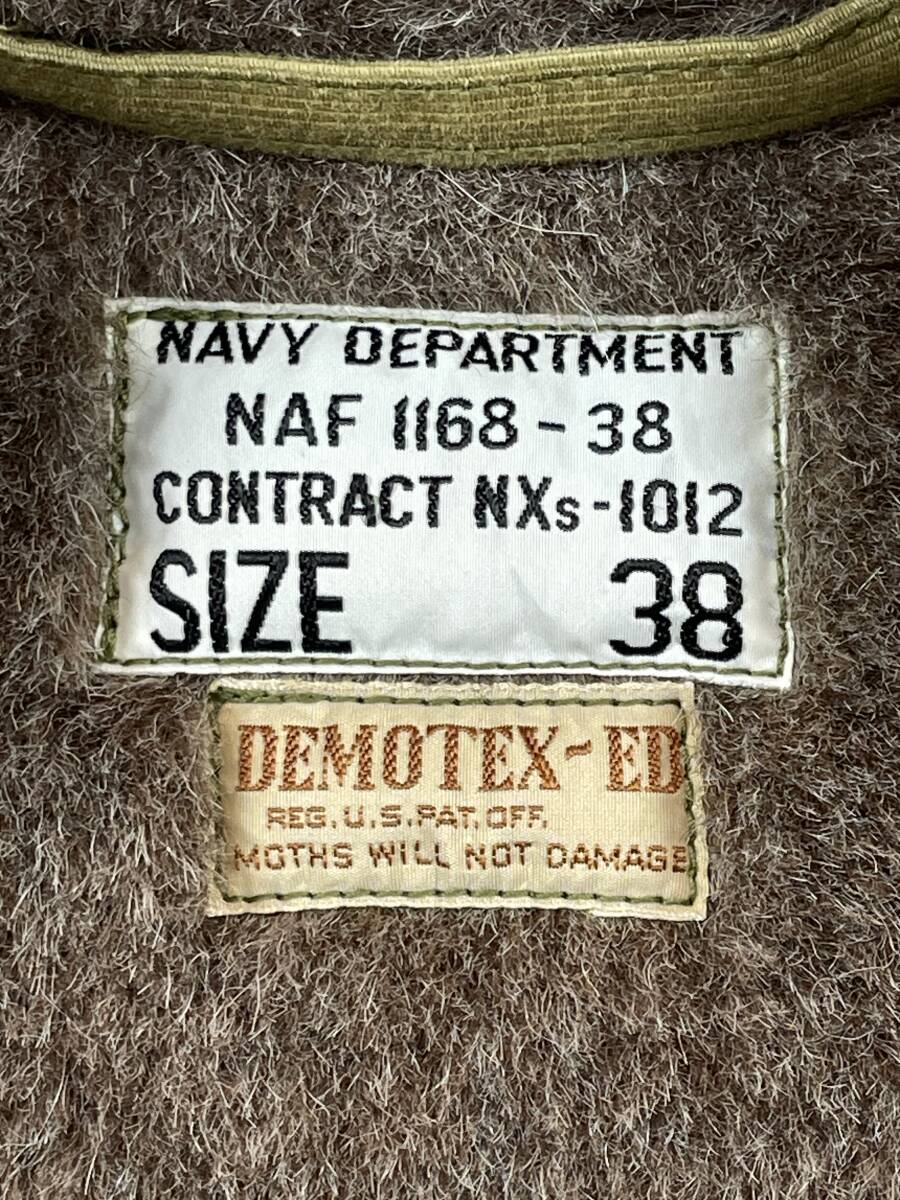 NAVY DEPARTMENT
NAF 1168-38
CONTRACT NXs-1012
SIZE 38
DEMOTEX-ED
REG.U.S.PAT.OFF.
MOTHS WILL NOT DAMAGE